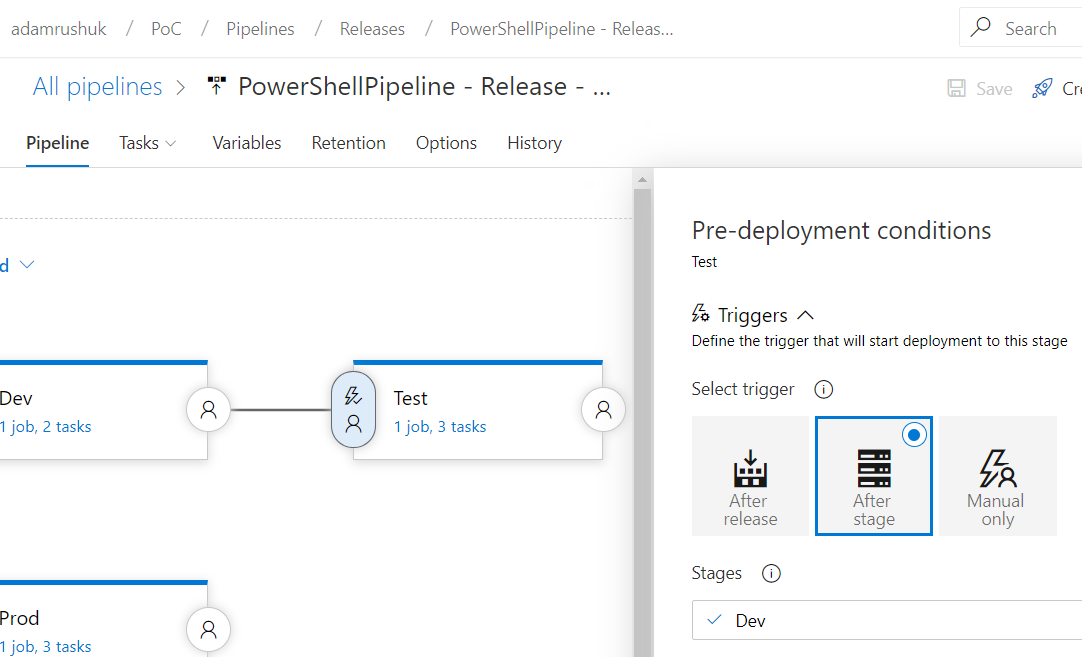 adamrushuk / PoC / Pipelines / Releases / PowerShellPipeline - Releas...
Search
All pipelines > PowerShellPipeline - Release - ...
Save
Cre
Pipeline Tasks Variables Retention Options History
d
Dev
1 job, 2 tasks
Test
1 job, 3 tasks
Prod
1 job, 3 tasks
Pre-deployment conditions
Test
Triggers
Define the trigger that will start deployment to this stage
Select trigger
After
release
After
stage
Manual
only
Stages
Dev